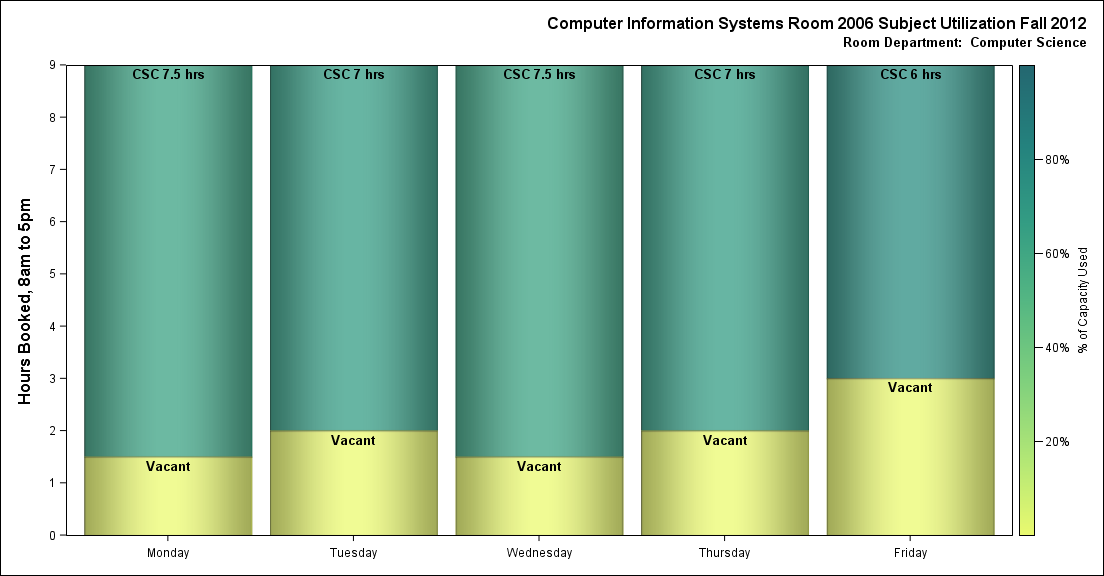 Computer Information Systems Room 2006 Subject Utilization Fall 2012
Room Department:  Computer Science
Hours Booked, 8am to 5pm
9
8
7
6
5
4
3
2
1
0
CSC 7.5 hrs
CSC 7 hrs
CSC 7.5 hrs
CSC 7 hrs
CSC 6 hrs
Vacant
Vacant
Vacant
Vacant
Vacant
Monday
Tuesday
Wednesday
Thursday
Friday
80%
60%
40%
20%
% of Capacity Used